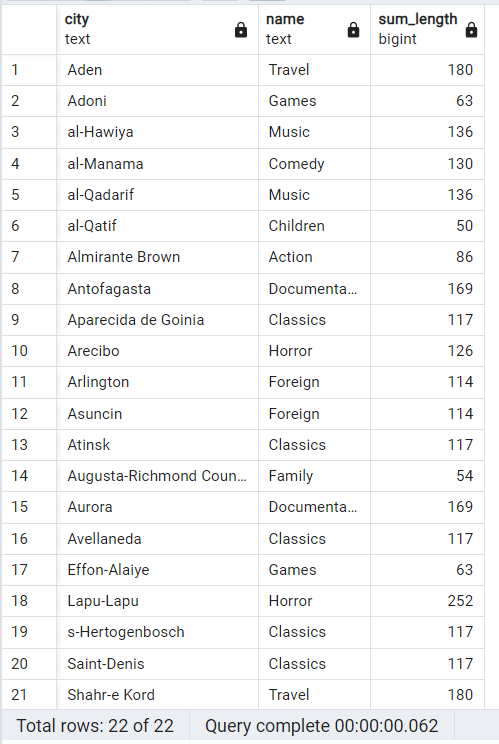 city name sum_length
text text bigint
1 Aden Travel 180
2 Adoni Games 63
3 al-Hawiya Music 136
4 al-Manama Comedy 130
5 al-Qadarif Music 136
6 al-Qatif Children 50
7 Almirante Brown Action 86
8 Antofagasta Documenta... 169
9 Aparecida de Goinia Classics 117
10 Arecibo Horror 126
11 Arlington Foreign 114
12 Asuncin Foreign 114
13 Atinsk Classics 117
14 Augusta-Richmond Coun... Family 54
15 Aurora Documenta... 169
16 Avellaneda Classics 117
17 Effon-Alaiye Games 63
18 Lapu-Lapu Horror 252
19 s-Hertogenbosch Classics 117
20 Saint-Denis Classics 117
21 Shahr-e Kord Travel 180
Total rows: 22 of 22 Query complete 00:00:00.062